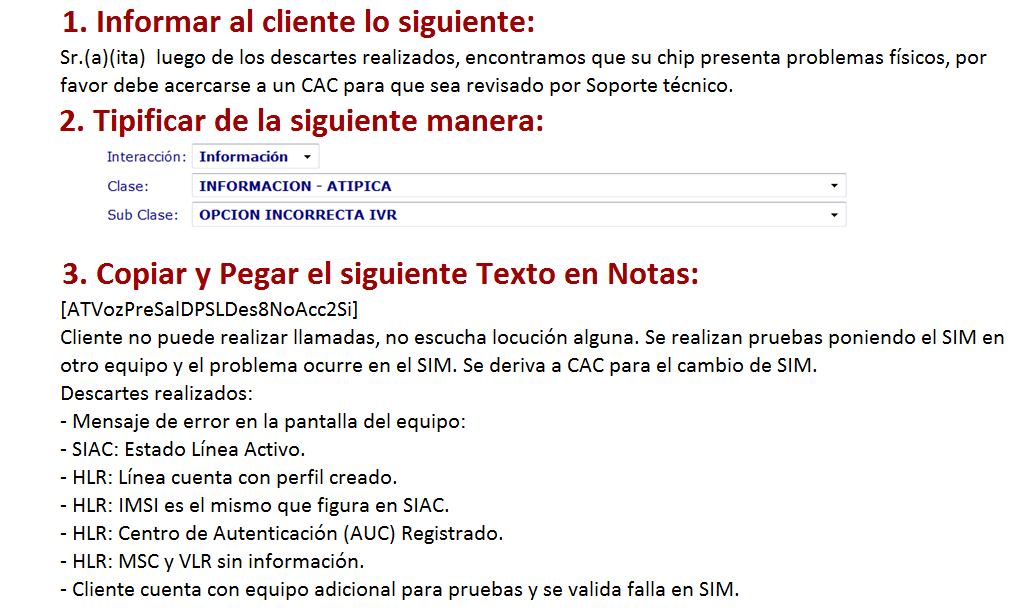 1. Informar al cliente lo siguiente:
Sr.(a)(ita)  luego de los descartes realizados, encontramos que su chip presenta problemas físicos, por
favor debe acercarse a un CAC para que sea revisado por Soporte técnico.
2. Tipificar de la siguiente manera:
Interacción: Información
Clase: INFORMACION - ATIPICA
Sub Clase: OPCION INCORRECTA IVR
3. Copiar y Pegar el siguiente Texto en Notas:
[ATVozPreSalDPSLDes8NoAcc2Si]
Cliente no puede realizar llamadas, no escucha locución alguna. Se realizan pruebas poniendo el SIM en
otro equipo y el problema ocurre en el SIM. Se deriva a CAC para el cambio de SIM.
Descartes realizados:
- Mensaje de error en la pantalla del equipo:
- SIAC: Estado Línea Activo.
- HLR: Línea cuenta con perfil creado.
- HLR: IMSI es el mismo que figura en SIAC.
- HLR: Centro de Autenticación (AUC) Registrado.
- HLR: MSC y VLR sin información.
- Cliente cuenta con equipo adicional para pruebas y se valida falla en SIM.